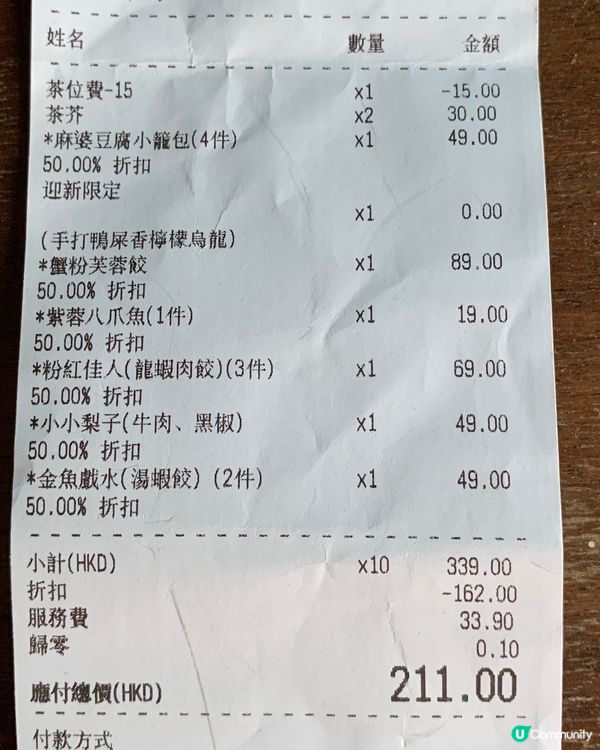 姓名 數量 金額
茶位費-15 x1 -15.00
茶芥 x2 30.00
*麻婆豆腐小籠包(4件) x1 49.00
50.00% 折扣
迎新限定
x1 0.00
(手打鴨屎香檸檬烏龍)
*蟹粉芙蓉餃 x1 89.00
50.00% 折扣
*紫蓉八爪魚(1件) x1 19.00
50.00% 折扣
*粉紅佳人(龍蝦肉餃)(3件) x1 69.00
50.00% 折扣
*小小梨子(牛肉、黑椒) x1 49.00
50.00% 折扣
*金魚戲水(湯蝦餃) (2件) x1 49.00
50.00% 折扣
小計(HKD) x10 339.00
折扣 -162.00
服務費 33.90
歸零 0.10
應付總價(HKD) 211.00
付款方式
U Community